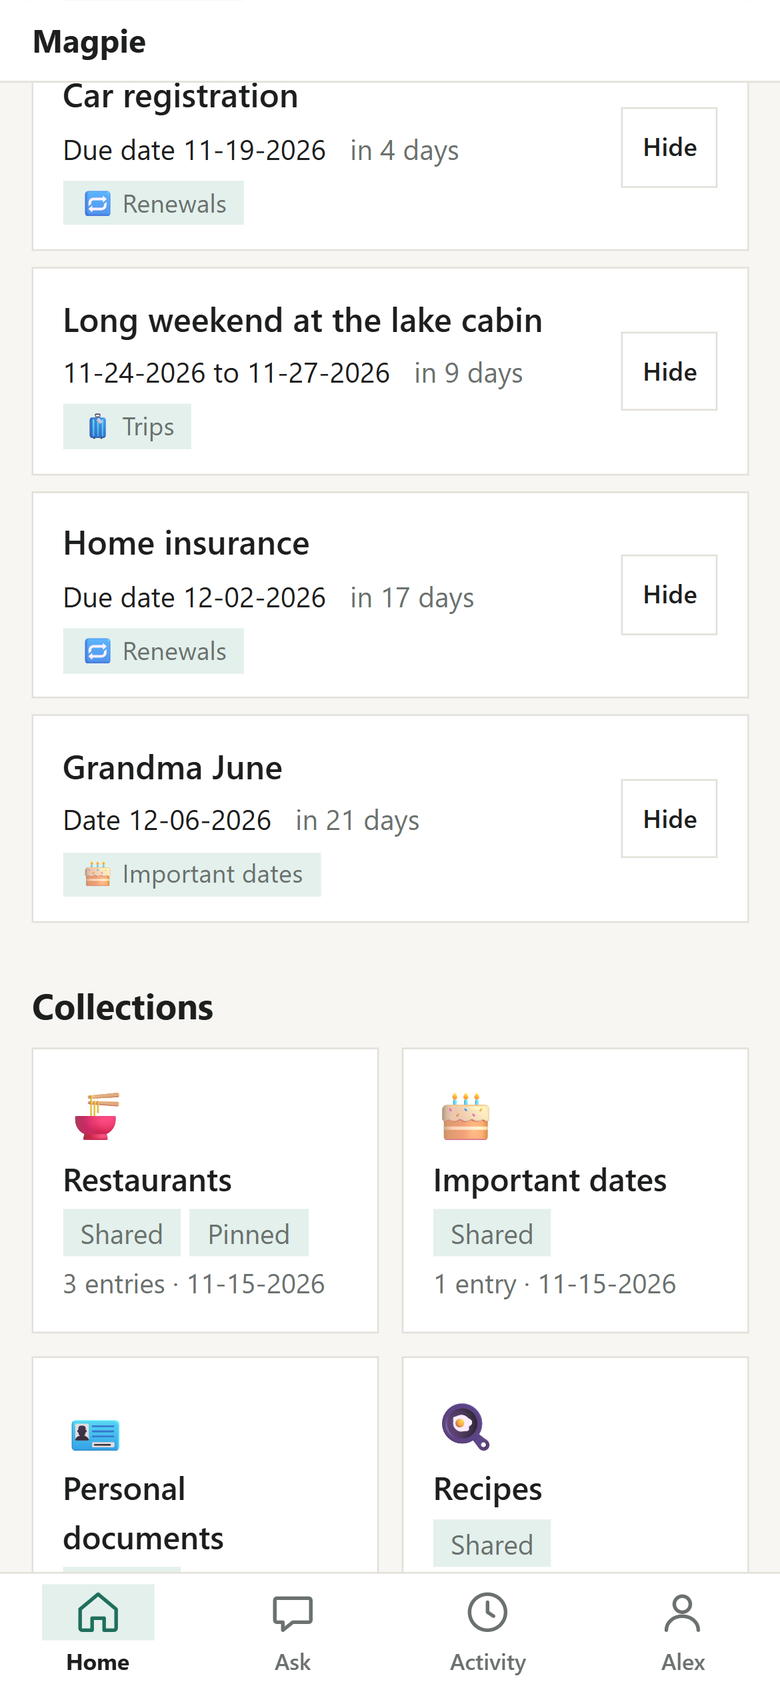 Magpie
Car registration
Due date 11-19-2026 in 4 days
Hide
Renewals
Long weekend at the lake cabin
11-24-2026 to 11-27-2026 in 9 days
Hide
Trips
Home insurance
Due date 12-02-2026 in 17 days
Hide
Renewals
Grandma June
Date 12-06-2026 in 21 days
Hide
Important dates
Collections
Restaurants
Shared Pinned
3 entries · 11-15-2026
Important dates
Shared
1 entry · 11-15-2026
Personal
documents
Recipes
Shared
Home
Ask
Activity
Alex